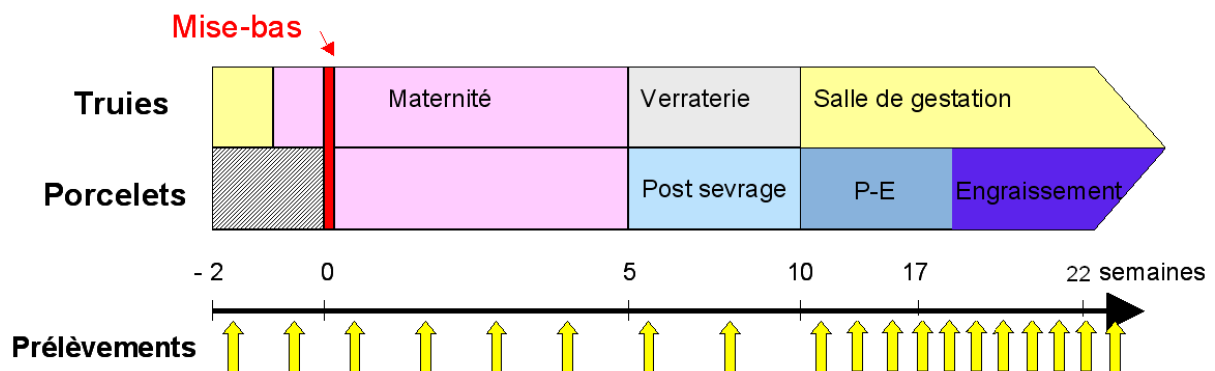 Mise-bas
Truies Maternité Verraterie Salle de gestation
Porcelets Post sevrage P-E Engraissement
- 2 0 5 10 17 22 semaines
Prélèvements